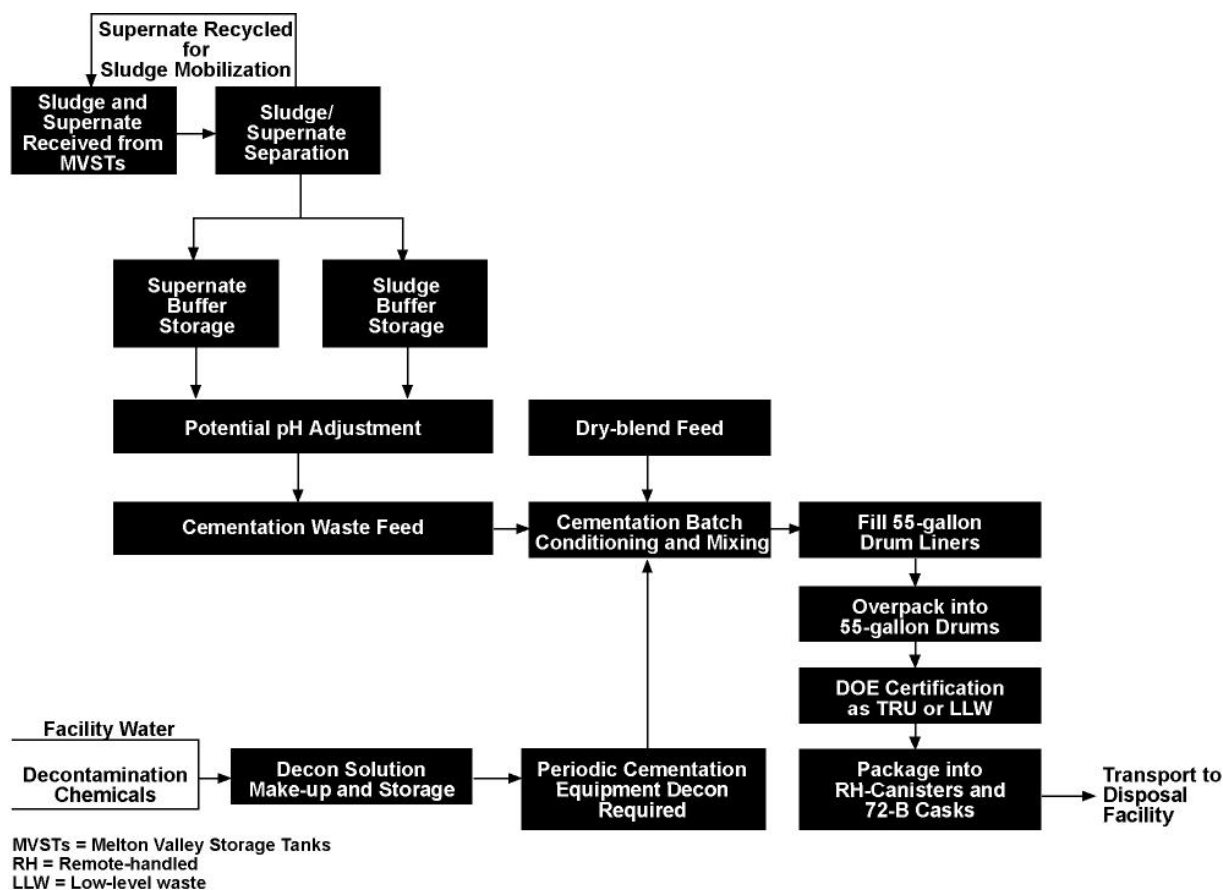 Supernate Recycled
for
Sludge Mobilization
Sludge and
Supernate
Received from
MVSTs
Sludge/
Supernate
Separation
Supernate
Buffer
Storage
Sludge
Buffer
Storage
Potential pH Adjustment
Dry-blend Feed
Cementation Waste Feed
Cementation Batch
Conditioning and Mixing
Fill 55-gallon
Drum Liners
Overpack into
55-gallon Drums
DOE Certification
as TRU or LLW
Facility Water
Decontamination
Chemicals
Decon Solution
Make-up and Storage
Periodic Cementation
Equipment Decon
Required
Package into
RH-Canisters and
72-B Casks
Transport to
Disposal
Facility
MVSTs = Melton Valley Storage Tanks
RH = Remote-handled
LLW = Low-level waste